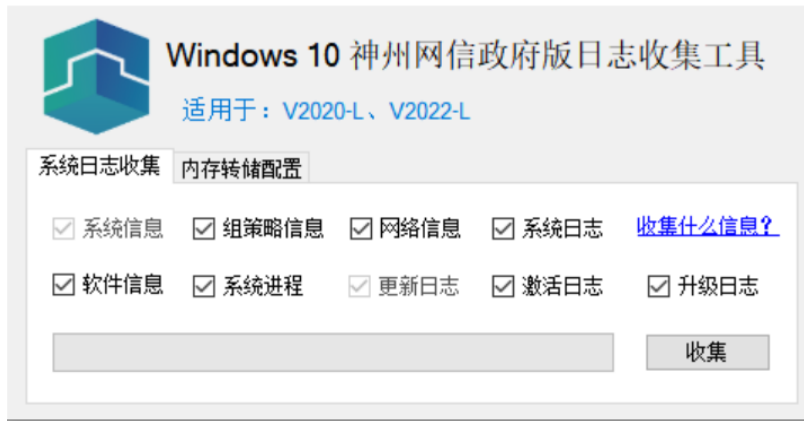 Windows 10 神州网信政府版日志收集工具
适用于：V2020-L、V2022-L
系统日志收集 内存转储配置
系统信息 组策略信息 网络信息 系统日志 收集什么信息？
软件信息 系统进程 更新日志 激活日志 升级日志
收集